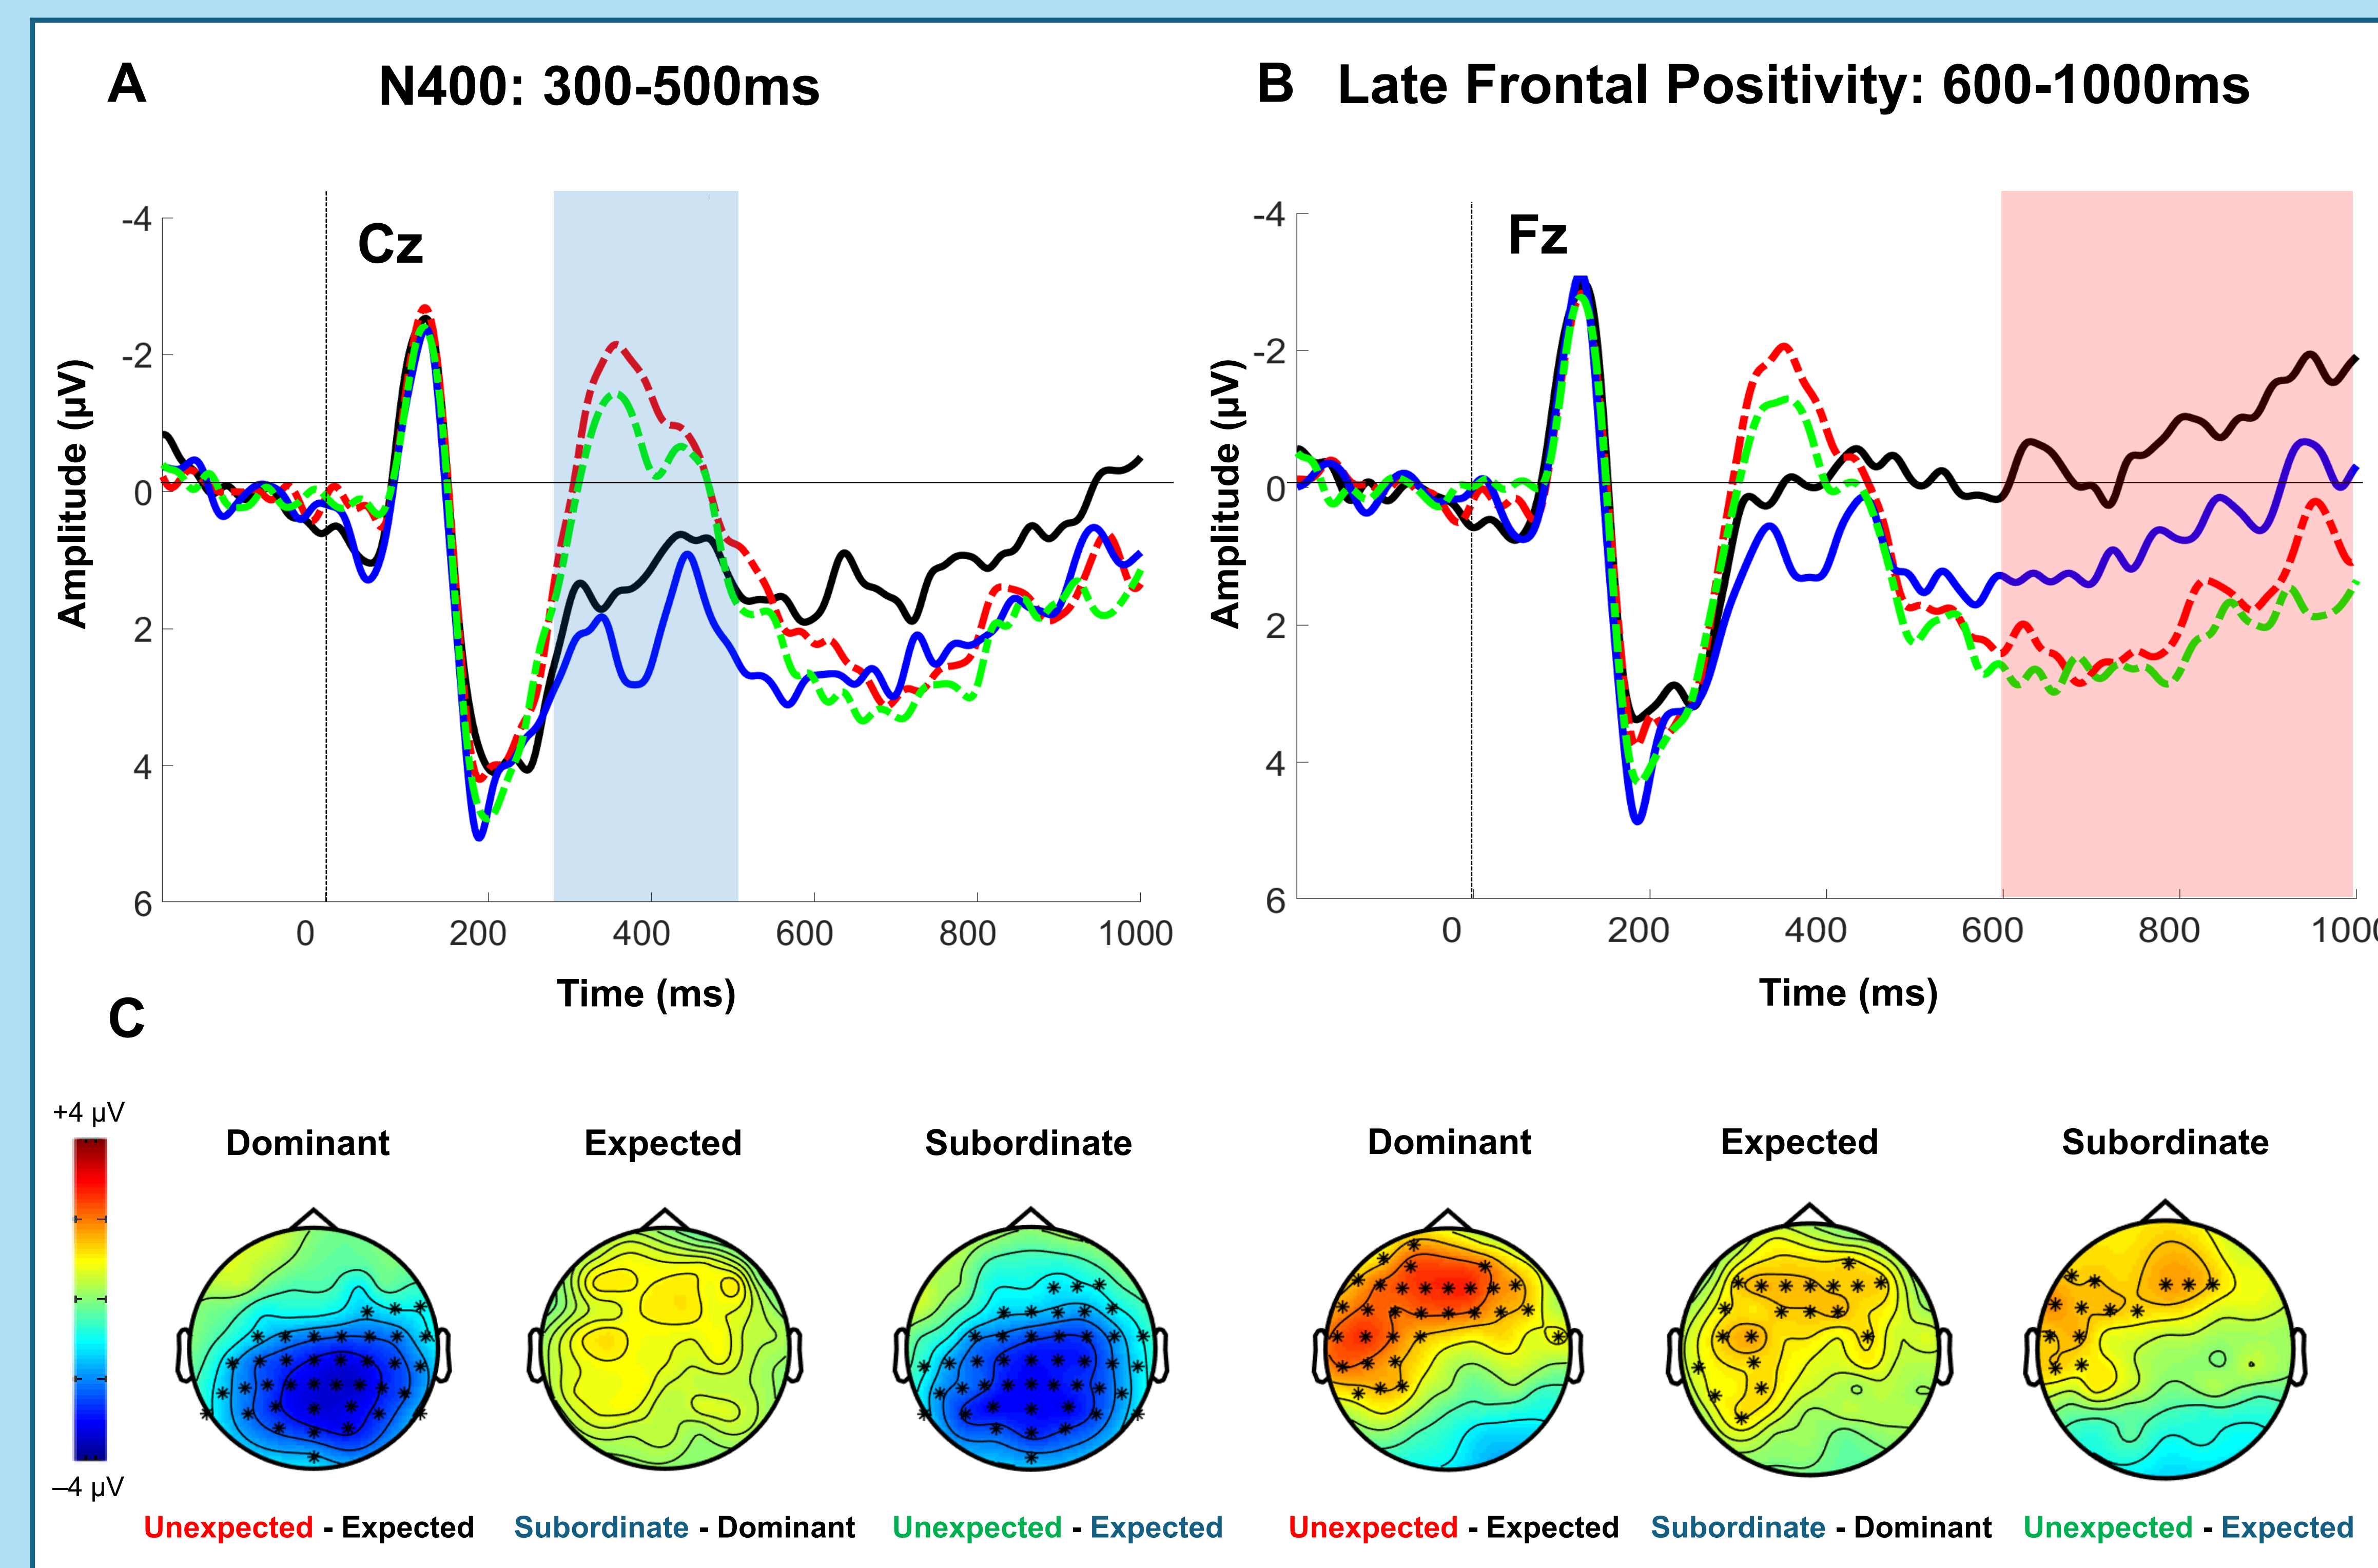 A
N400: 300-500ms
B
Late Frontal Positivity: 600-1000ms
Cz
-4
-2
0
2
4
6
Amplitude (µV)
0 200 400 600 800 1000
Time (ms)
Fz
-4
-2
0
2
4
6
Amplitude (µV)
0 200 400 600 800 100
Time (ms)
C
+4 µV
–4 µV
Dominant Expected Subordinate
Dominant Expected Subordinate
Unexpected - Expected
Subordinate - Dominant
Unexpected - Expected
Unexpected - Expected
Subordinate - Dominant
Unexpected - Expected